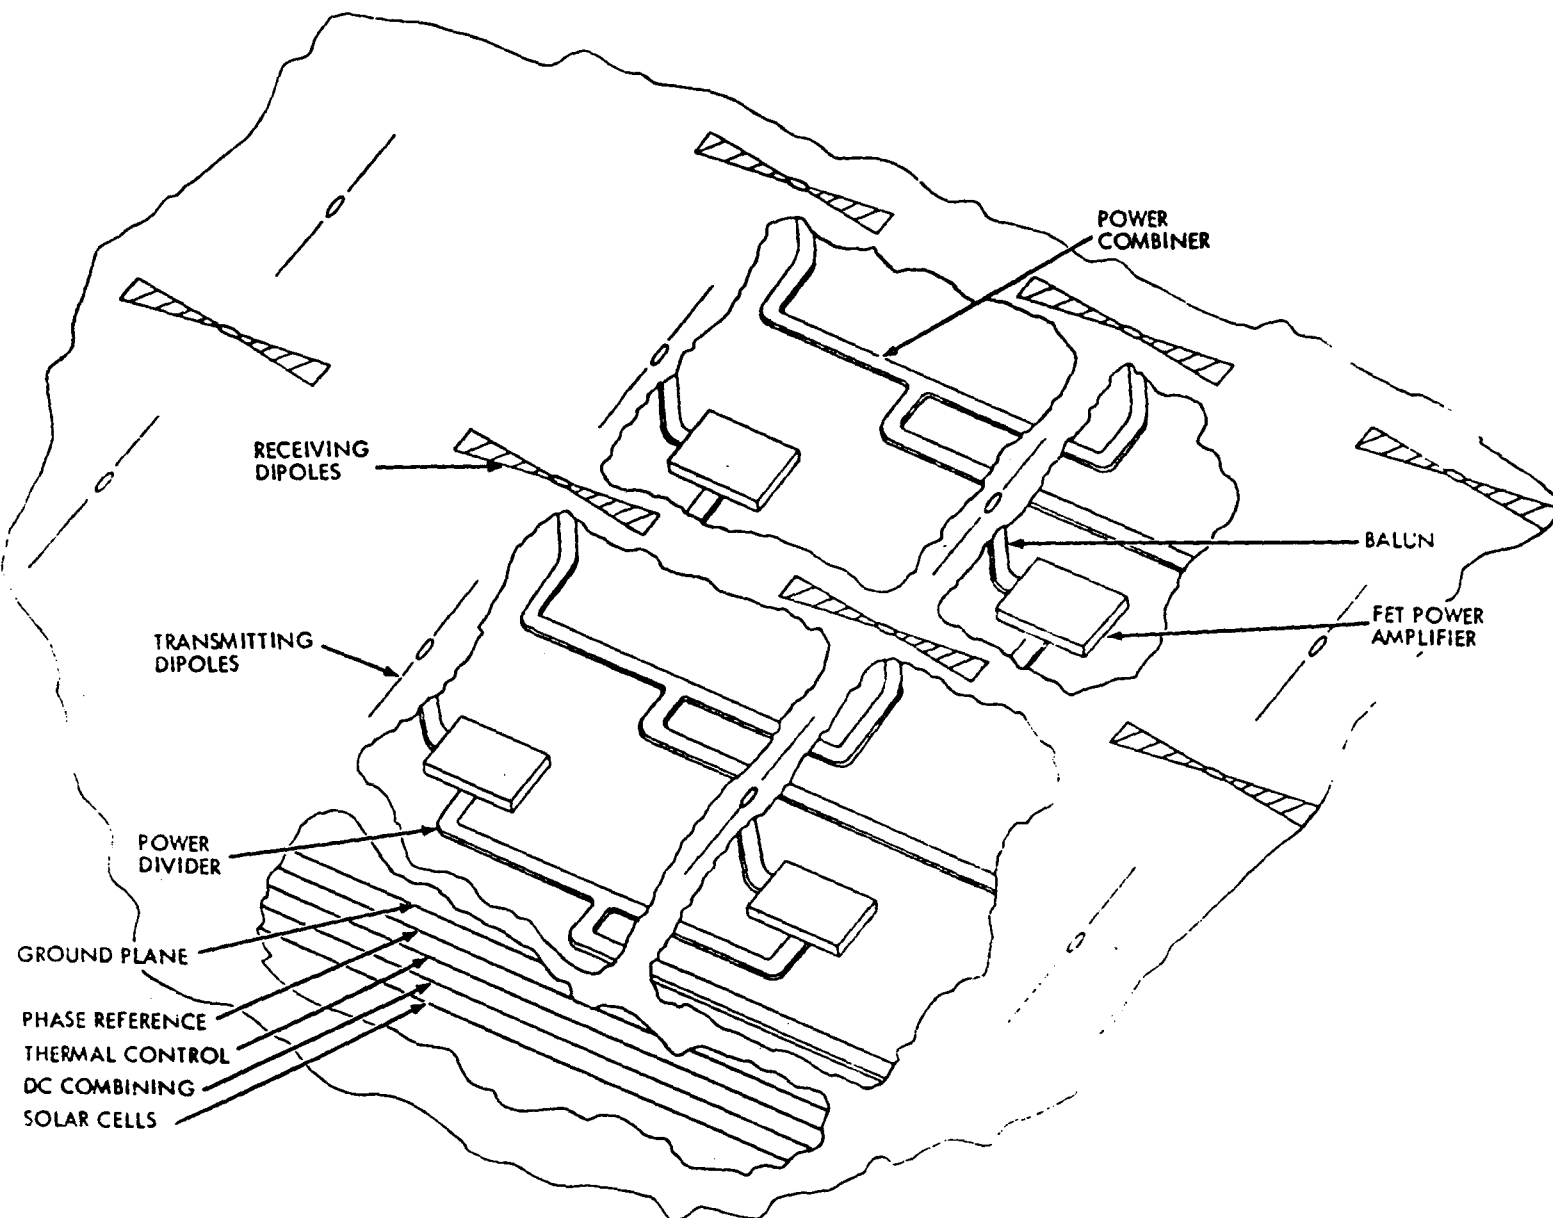 POWER
COMBINER
RECEIVING
DIPOLES
BALUN
FET POWER
AMPLIFIER
TRANSMITTING
DIPOLES
POWER
DIVIDER
GROUND PLANE
PHASE REFERENCE
THERMAL CONTROL
DC COMBINING
SOLAR CELLS